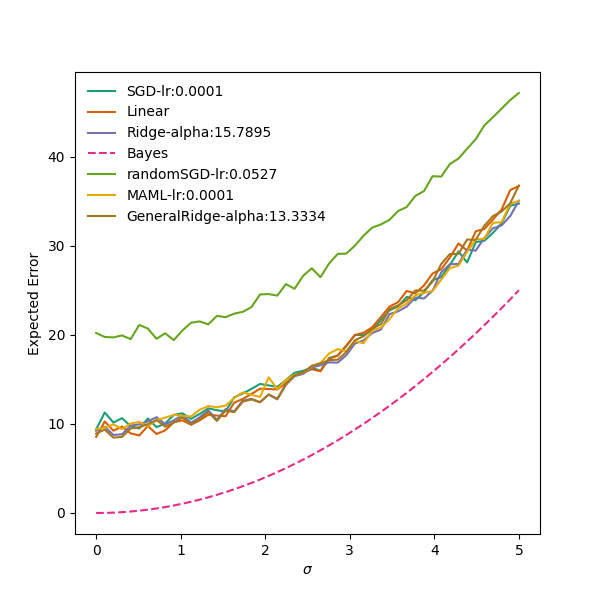 SGD-lr:0.0001
Linear
Ridge-alpha:15.7895
Bayes
randomSGD-lr:0.0527
MAML-lr:0.0001
GeneralRidge-alpha:13.3334
Expected Error
40
30
20
10
0
0 1 2 3 4 5
σ